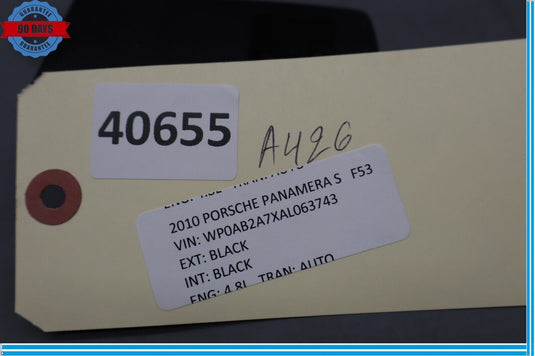 GUARANTEE
90 DAYS
GUARANTEE
40655
A426
2010 PORSCHE PANAMERA S F53
VIN: WP0AB2A7XAL063743
EXT: BLACK
INT: BLACK
ENG: 4.8L TRAN: AUTO